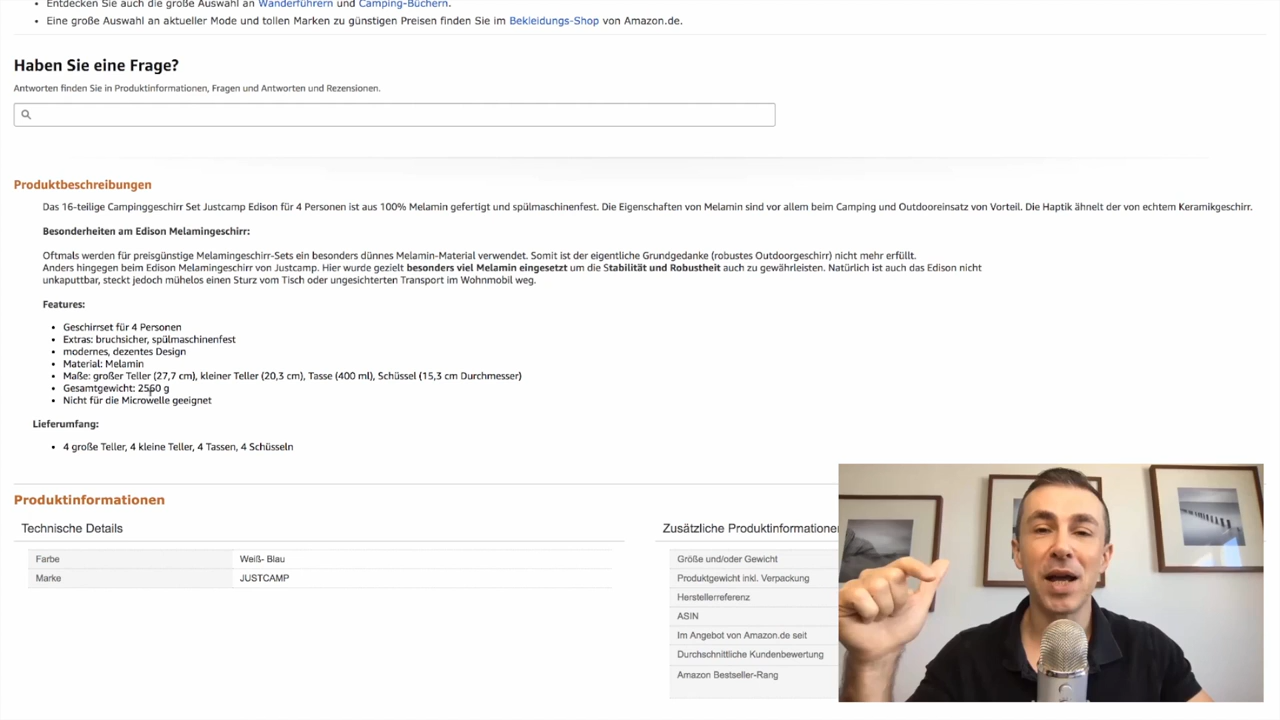 Entdecken Sie auch die große Auswahl an Wanderführern und Camping-Büchern.
Eine große Auswahl an aktueller Mode und tollen Marken zu günstigen Preisen finden Sie im Bekleidungs-Shop von Amazon.de.
Haben Sie eine Frage?
Antworten finden Sie in Produktinformationen, Fragen und Antworten und Rezensionen.
Produktbeschreibungen
Das 16-teilige Campinggeschirr Set Justcamp Edison für 4 Personen ist aus 100% Melamin gefertigt und spülmaschinenfest. Die Eigenschaften von Melamin sind vor allem beim Camping und Outdooreinsatz von Vorteil. Die Haptik ähnelt der von echtem Keramikgeschirr.
Besonderheiten am Edison Melamingeschirr:
Oftmals werden für preisgünstige Melamingeschirr-Sets ein besonders dünnes Melamin-Material verwendet. Somit ist der eigentliche Grundgedanke (robustes Outdoorgeschirr) nicht mehr erfüllt.
Anders hingegen beim Edison Melamingeschirr von Justcamp. Hier wurde gezielt besonders viel Melamin eingesetzt um die Stabilität und Robustheit auch zu gewährleisten. Natürlich ist auch das Edison nicht
unkaputtbar, steckt jedoch mühelos einen Sturz vom Tisch oder ungesicherten Transport im Wohnmobil weg.
Features:
Geschirrset für 4 Personen
Extras: bruchsicher, spülmaschinenfest
modernes, dezentes Design
Material: Melamin
Maße: großer Teller (27,7 cm), kleiner Teller (20,3 cm), Tasse (400 ml), Schüssel (15,3 cm Durchmesser)
Gesamtgewicht: 2560 g
Nicht für die Microwelle geeignet
Lieferumfang:
4 große Teller, 4 kleine Teller, 4 Tassen, 4 Schüsseln
Produktinformationen
Technische Details
Farbe Weiß- Blau
Marke JUSTCAMP
Zusätzliche Produktinformationen
Größe und/oder Gewicht
Produktgewicht inkl. Verpackung
Herstellerreferenz
ASIN
Im Angebot von Amazon.de seit
Durchschnittliche Kundenbewertung
Amazon Bestseller-Rang